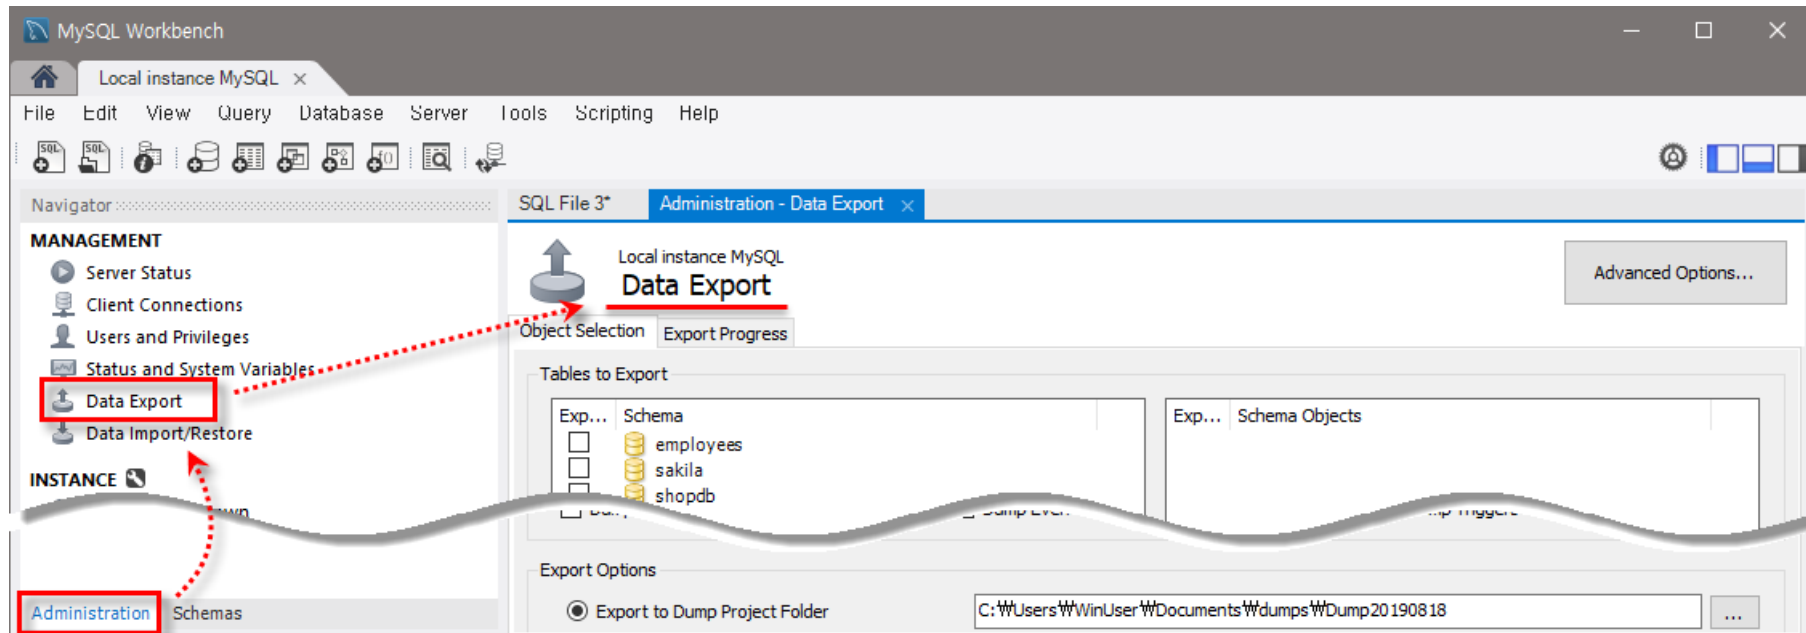 MySQL Workbench
Local instance MySQL
File Edit View Query Database Server Tools Scripting Help
Navigator
SQL File 3* Administration - Data Export
MANAGEMENT
Server Status
Client Connections
Users and Privileges
Status and System Variables
Data Export
Data Import/Restore
INSTANCE
Administration Schemas
Local instance MySQL
Data Export
Advanced Options...
Object Selection Export Progress
Tables to Export
Exp... Schema
employees
sakila
shopdb
Exp... Schema Objects
Export Options
Export to Dump Project Folder C:₩Users₩WinUser₩Documents₩dumps₩Dump20190818 ...